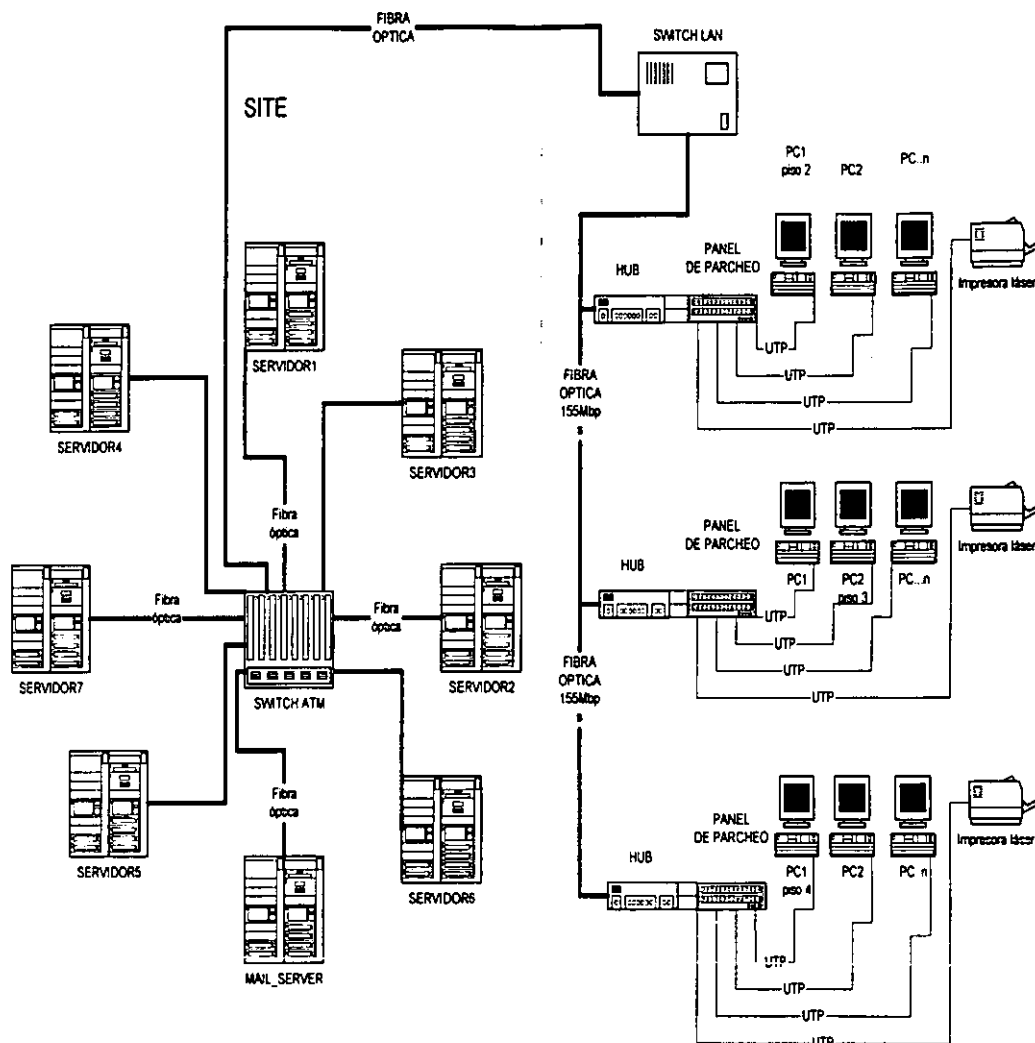 FIBRA
OPTICA
SWITCH LAN
SITE
PC1
piso 2
PC2
PC..n
PANEL
DE PARCHEO
HUB
Impresora láser
UTP
UTP
UTP
UTP
SERVIDOR1
SERVIDOR4
SERVIDOR3
FIBRA
OPTICA
155Mbp
s
Fibra
óptica
PANEL
DE PARCHEO
HUB
Impresora láser
PC1
PC2
piso 3
PC...n
UTP
UTP
UTP
UTP
Fibra
óptica
Fibra
óptica
SERVIDOR7
SWITCH ATM
SERVIDOR2
FIBRA
OPTICA
155Mbp
s
SERVIDOR5
Fibra
óptica
SERVIDOR6
MAIL_SERVER
PANEL
DE PARCHEO
HUB
Impresora láser
PC1
piso 4
PC2
PC n
UTP
UTP
UTP
UTP